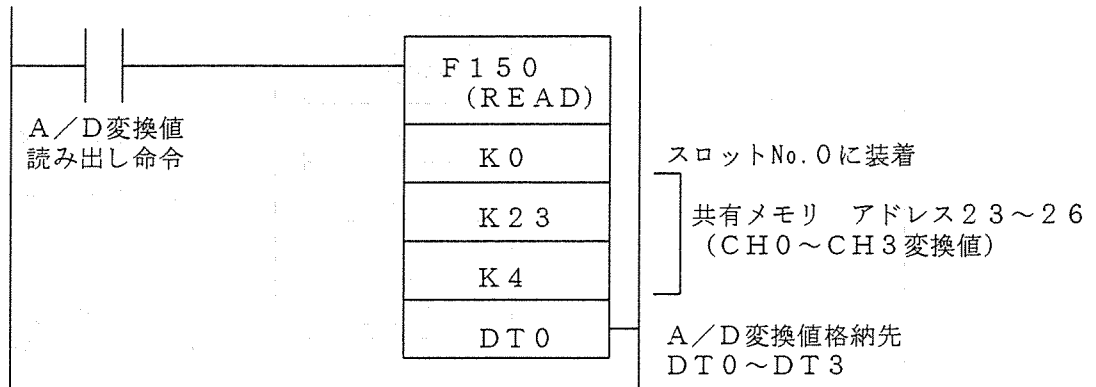 F150
(READ)
A/D変換値
読み出し命令
K0
K23
K4
DT0
スロットNo.0に装着
共有メモリ アドレス23~26
(CH0~CH3変換値)
A/D変換値格納先
DT0~DT3